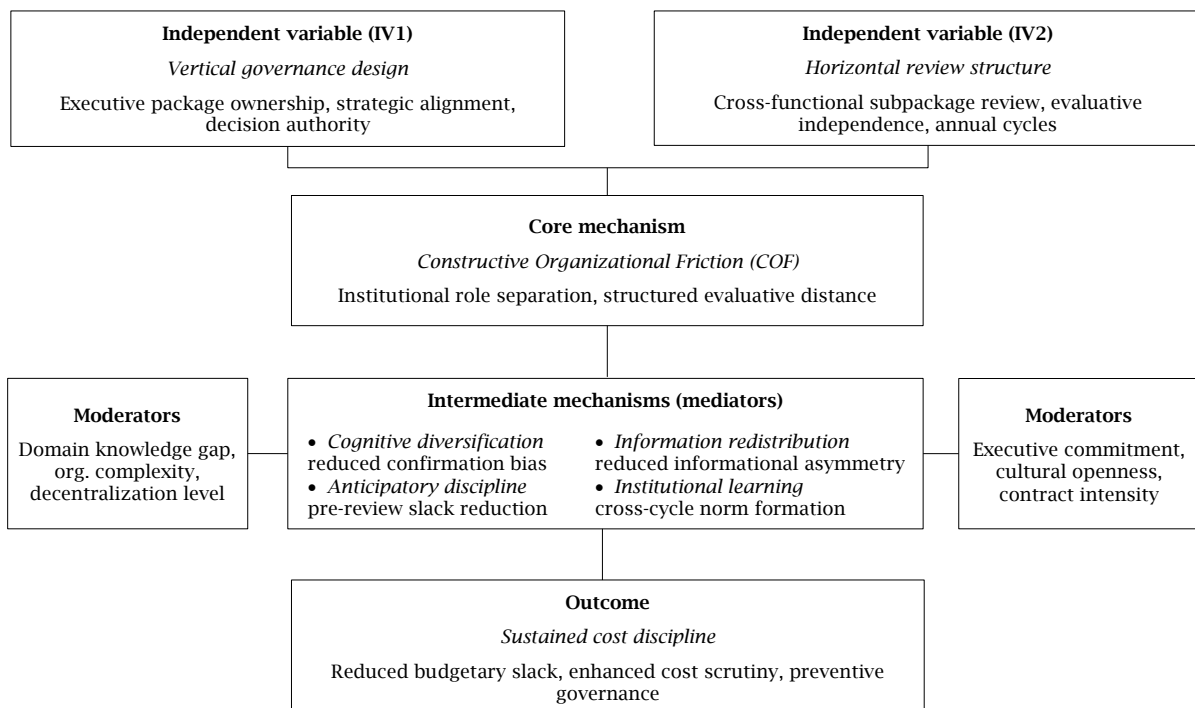 Independent variable (IV1)
Vertical governance design
Executive package ownership, strategic alignment,
decision authority
Independent variable (IV2)
Horizontal review structure
Cross-functional subpackage review, evaluative
independence, annual cycles
Core mechanism
Constructive Organizational Friction (COF)
Institutional role separation, structured evaluative distance
Moderators
Domain knowledge gap,
org. complexity,
decentralization level
Intermediate mechanisms (mediators)
• Cognitive diversification
reduced confirmation bias
• Anticipatory discipline
pre-review slack reduction
• Information redistribution
reduced informational asymmetry
• Institutional learning
cross-cycle norm formation
Moderators
Executive commitment,
cultural openness,
contract intensity
Outcome
Sustained cost discipline
Reduced budgetary slack, enhanced cost scrutiny, preventive
governance